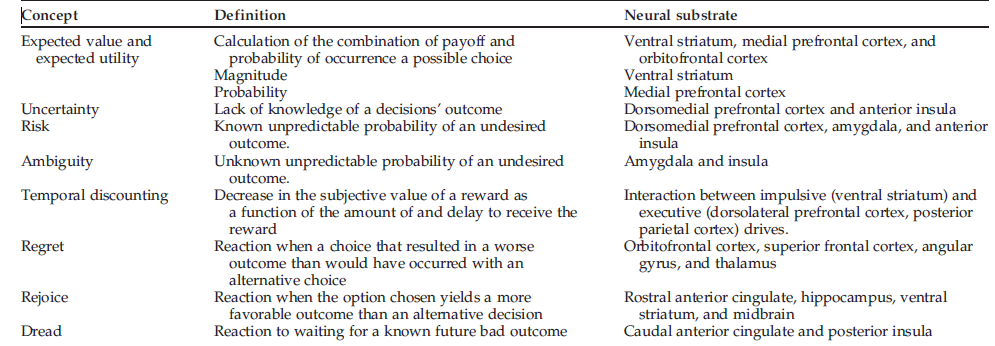 Concept Definition Neural substrate
Expected value and Calculation of the combination of payoff and Ventral striatum, medial prefrontal cortex, and
expected utility probability of occurrence a possible choice orbitofrontal cortex
Magnitude Ventral striatum
Probability Medial prefrontal cortex
Uncertainty Lack of knowledge of a decisions' outcome Dorsomedial prefrontal cortex and anterior insula
Risk Known unpredictable probability of an undesired Dorsomedial prefrontal cortex, amygdala, and anterior
outcome. insula
Ambiguity Unknown unpredictable probability of an undesired Amygdala and insula
outcome.
Temporal discounting Decrease in the subjective value of a reward as Interaction between impulsive (ventral striatum) and
a function of the amount of and delay to receive the executive (dorsolateral prefrontal cortex, posterior
reward parietal cortex) drives.
Regret Reaction when a choice that resulted in a worse Orbitofrontal cortex, superior frontal cortex, angular
outcome than would have occurred with an gyrus, and thalamus
alternative choice
Rejoice Reaction when the option chosen yields a more Rostral anterior cingulate, hippocampus, ventral
favorable outcome than an alternative decision striatum, and midbrain
Dread Reaction to waiting for a known future bad outcome Caudal anterior cingulate and posterior insula